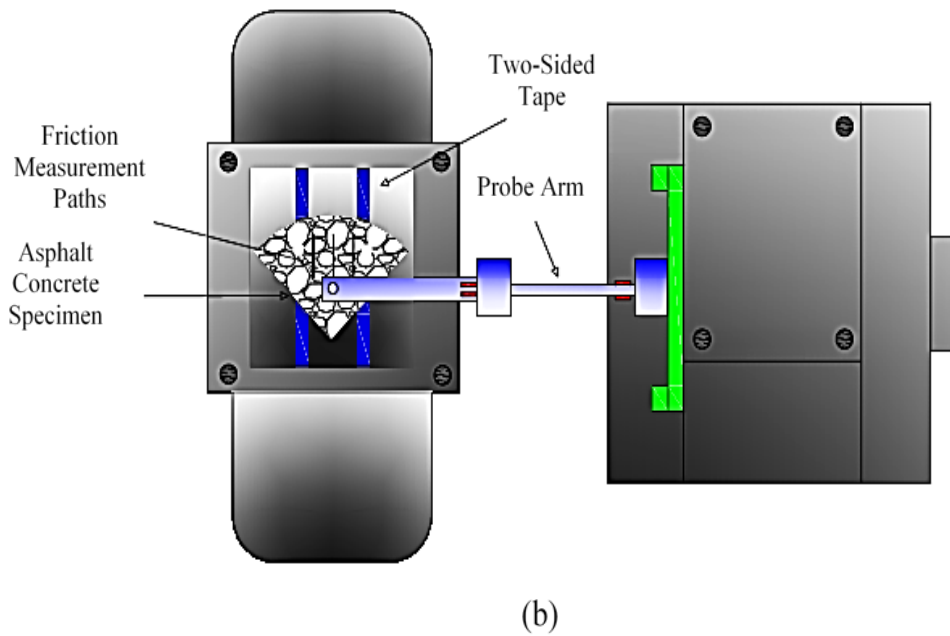 Two-Sided
Tape
Friction
Measurement
Paths
Probe Arm
Asphalt
Concrete
Specimen
(b)